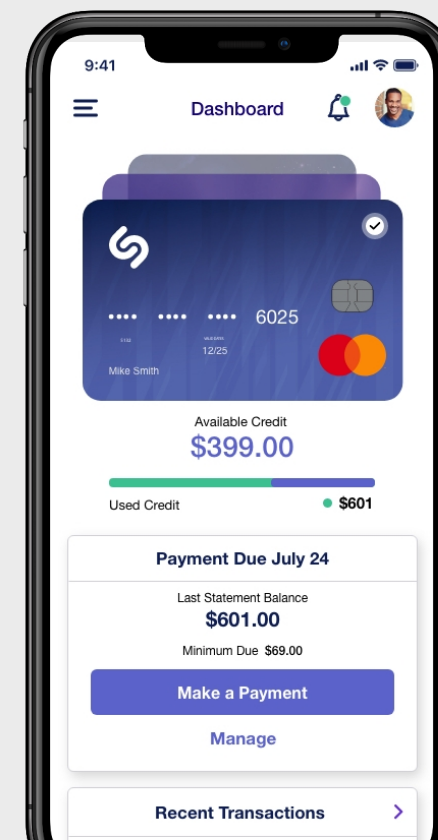 9:41
Dashboard
•••• •••• •••• 6025
12/25
Mike Smith
Available Credit
$399.00
Used Credit
$601
Payment Due July 24
Last Statement Balance
$601.00
Minimum Due $69.00
Make a Payment
Manage
Recent Transactions